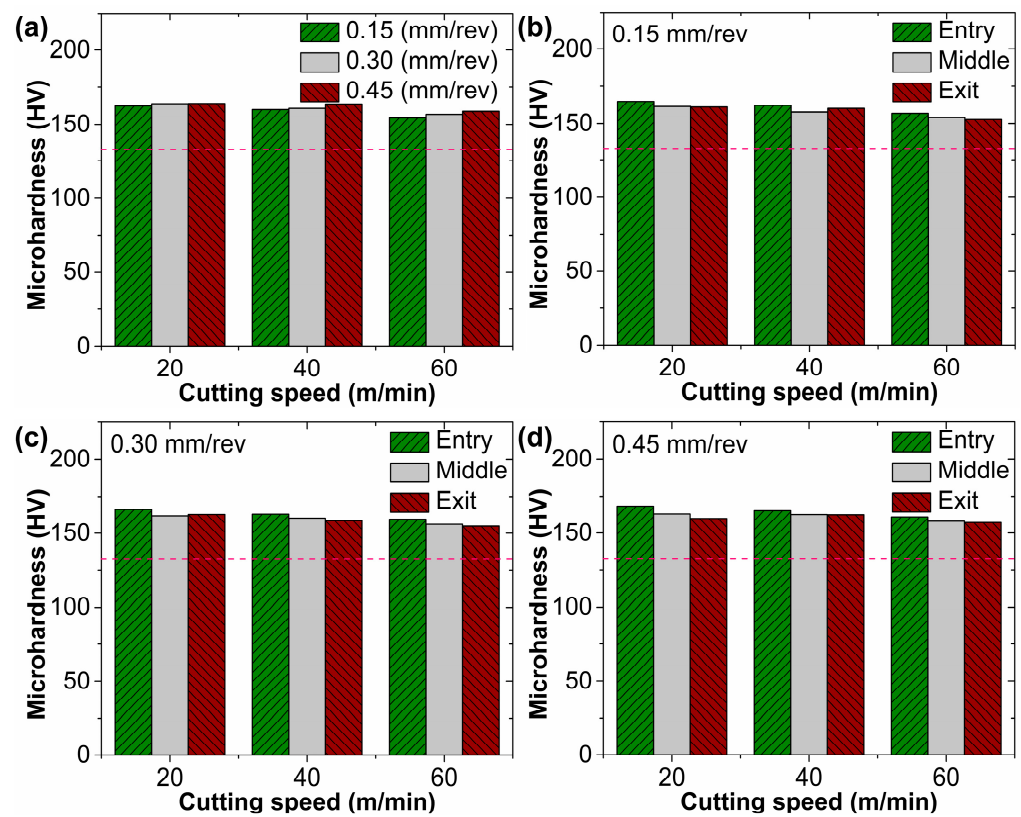 (a)
0.15 (mm/rev)
0.30 (mm/rev)
0.45 (mm/rev)
Microhardness (HV)
200
150
100
50
0
20 40 60
Cutting speed (m/min)
(b)
0.15 mm/rev
Entry
Middle
Exit
Microhardness (HV)
200
150
100
50
0
20 40 60
Cutting speed (m/min)
(c)
0.30 mm/rev
Entry
Middle
Exit
Microhardness (HV)
200
150
100
50
0
20 40 60
Cutting speed (m/min)
(d)
0.45 mm/rev
Entry
Middle
Exit
Microhardness (HV)
200
150
100
50
0
20 40 60
Cutting speed (m/min)